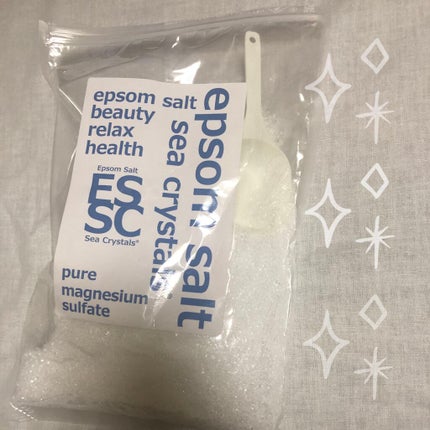 epsom salt
beauty
relax
health
Epsom Salt
ES
SC
Sea Crystals®
pure
magnesium
sulfate
epsom salt
sea crystals®